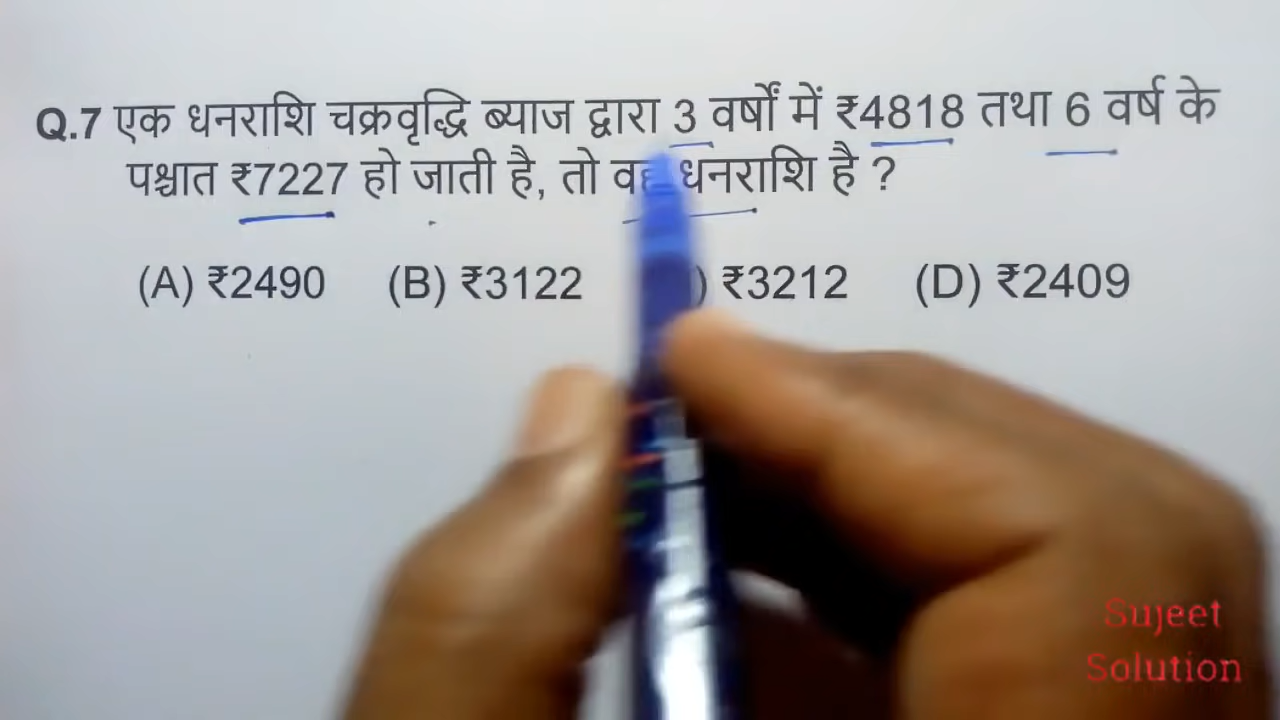 Q.7 एक धनराशि चक्रवृद्धि ब्याज द्वारा 3 वर्षों में ₹4818 तथा 6 वर्ष के
पश्चात ₹7227 हो जाती है, तो धनराशि है ?
(A) ₹2490 (B) ₹3122 ) ₹3212 (D) ₹2409
Sujeet
Solution